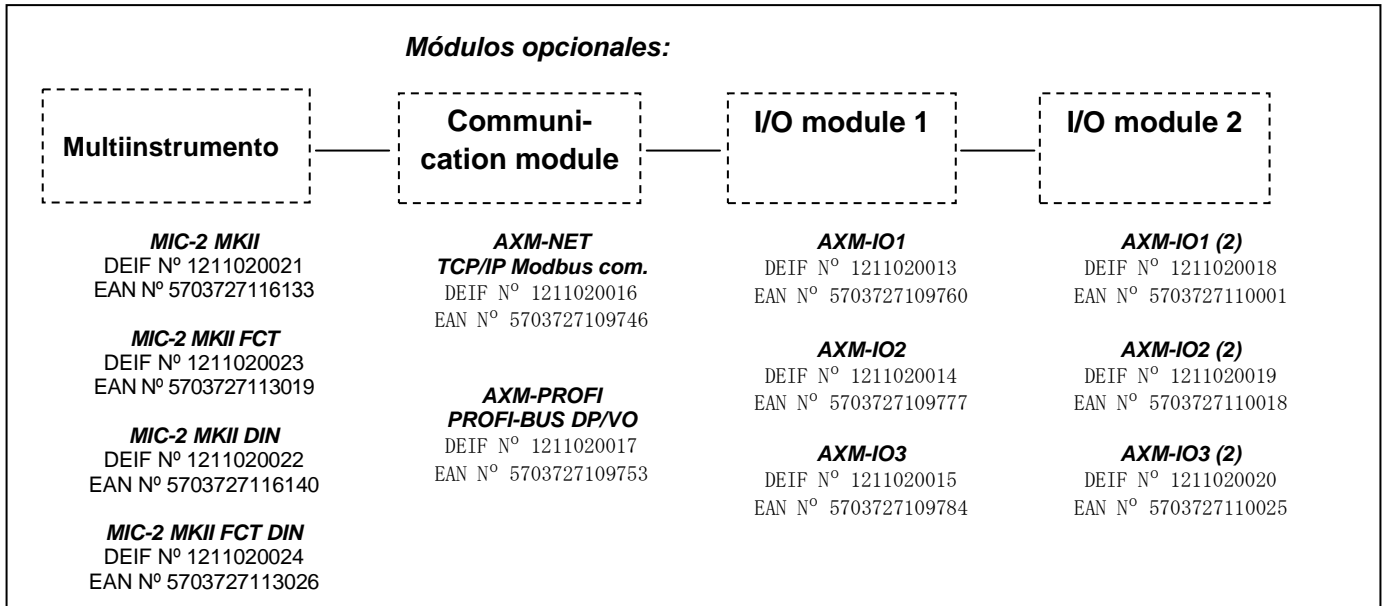 Módulos opcionales:
Multiinstrumento
Communi-
cation module
I/O module 1
I/O module 2
MIC-2 MKII
DEIF Nº 1211020021
EAN Nº 5703727116133
MIC-2 MKII FCT
DEIF Nº 1211020023
EAN Nº 5703727113019
MIC-2 MKII DIN
DEIF Nº 1211020022
EAN Nº 5703727116140
MIC-2 MKII FCT DIN
DEIF Nº 1211020024
EAN Nº 5703727113026
AXM-NET
TCP/IP Modbus com.
DEIF Nº 1211020016
EAN Nº 5703727109746
AXM-PROFI
PROFI-BUS DP/VO
DEIF Nº 1211020017
EAN Nº 5703727109753
AXM-IO1
DEIF Nº 1211020013
EAN Nº 5703727109760
AXM-IO2
DEIF Nº 1211020014
EAN Nº 5703727109777
AXM-IO3
DEIF Nº 1211020015
EAN Nº 5703727109784
AXM-IO1 (2)
DEIF Nº 1211020018
EAN Nº 5703727110001
AXM-IO2 (2)
DEIF Nº 1211020019
EAN Nº 5703727110018
AXM-IO3 (2)
DEIF Nº 1211020020
EAN Nº 5703727110025